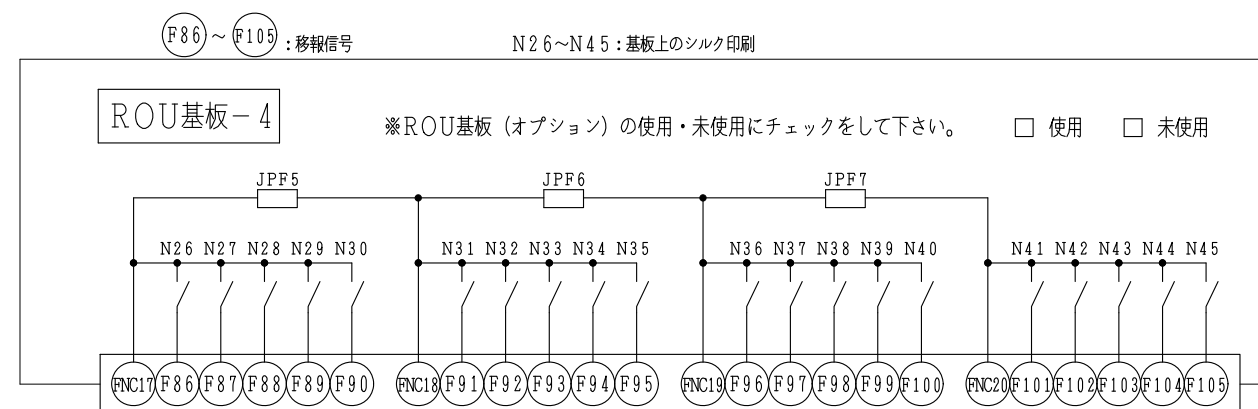 F86～F105：移報信号 N26～N45：基板上のシルク印刷
ROU基板－4
※ROU基板（オプション）の使用・未使用にチェックをして下さい。 □ 使用 □ 未使用
JPF5 JPF6 JPF7
N26 N27 N28 N29 N30 N31 N32 N33 N34 N35 N36 N37 N38 N39 N40 N41 N42 N43 N44 N45
FNC17 F86 F87 F88 F89 F90 FNC18 F91 F92 F93 F94 F95 FNC19 F96 F97 F98 F99 F100 FNC20 F101 F102 F103 F104 F105